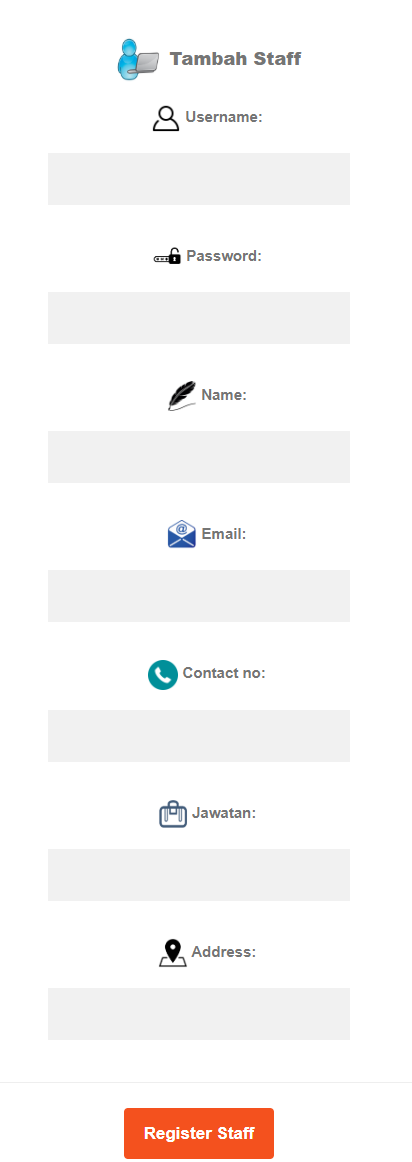 Tambah Staff
Username:
Password:
Name:
Email:
Contact no:
Jawatan:
Address:
Register Staff